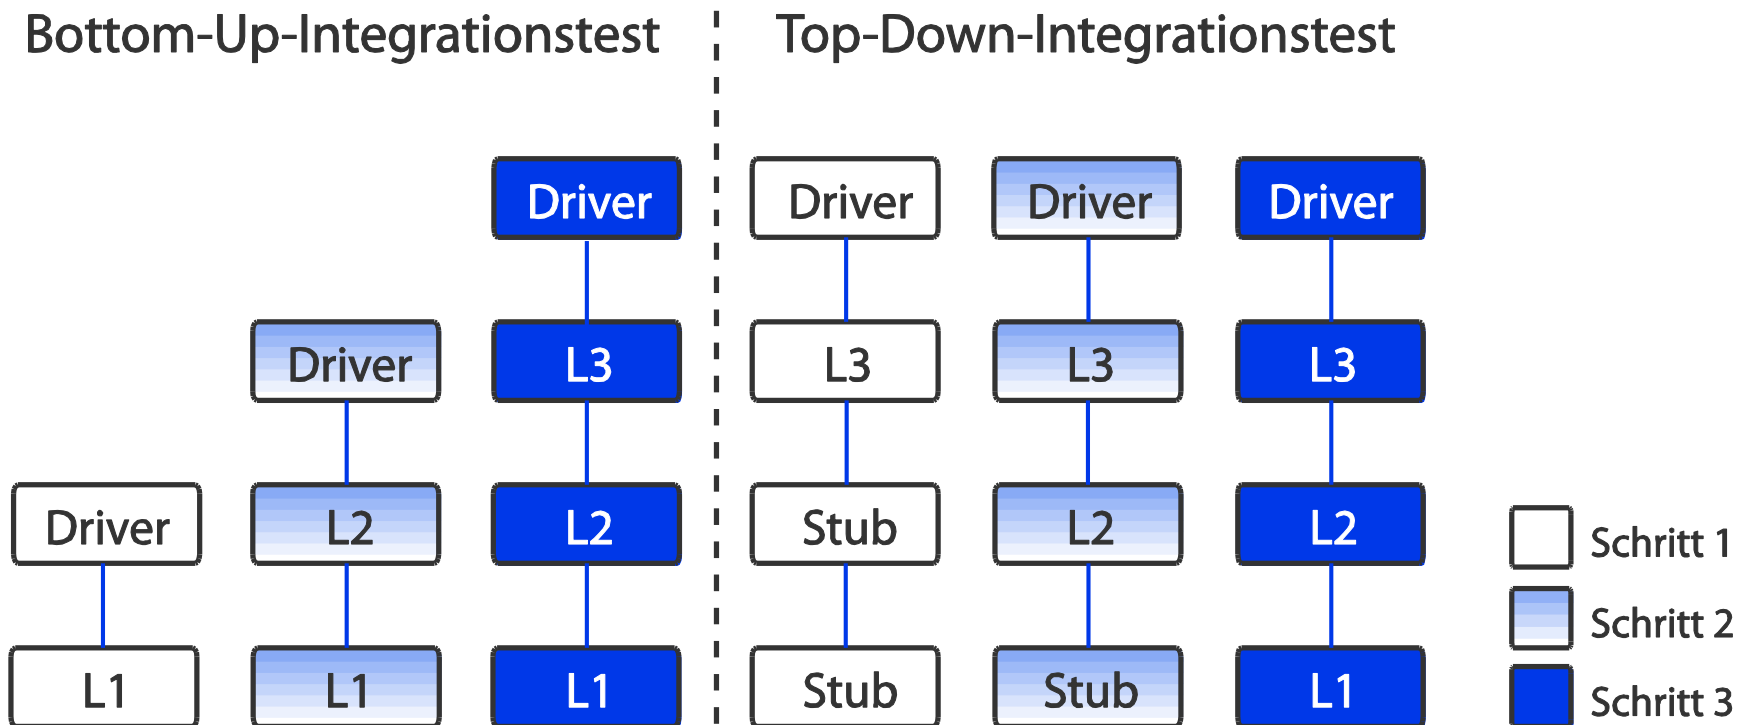 Bottom-Up-Integrationstest
Top-Down-Integrationstest
Driver
Driver
Driver
Driver
Driver
L3
L3
L3
L3
Driver
L2
L2
Stub
L2
L2
Driver
L1
L1
L1
Stub
Stub
L1
Schritt 1
Schritt 2
Schritt 3